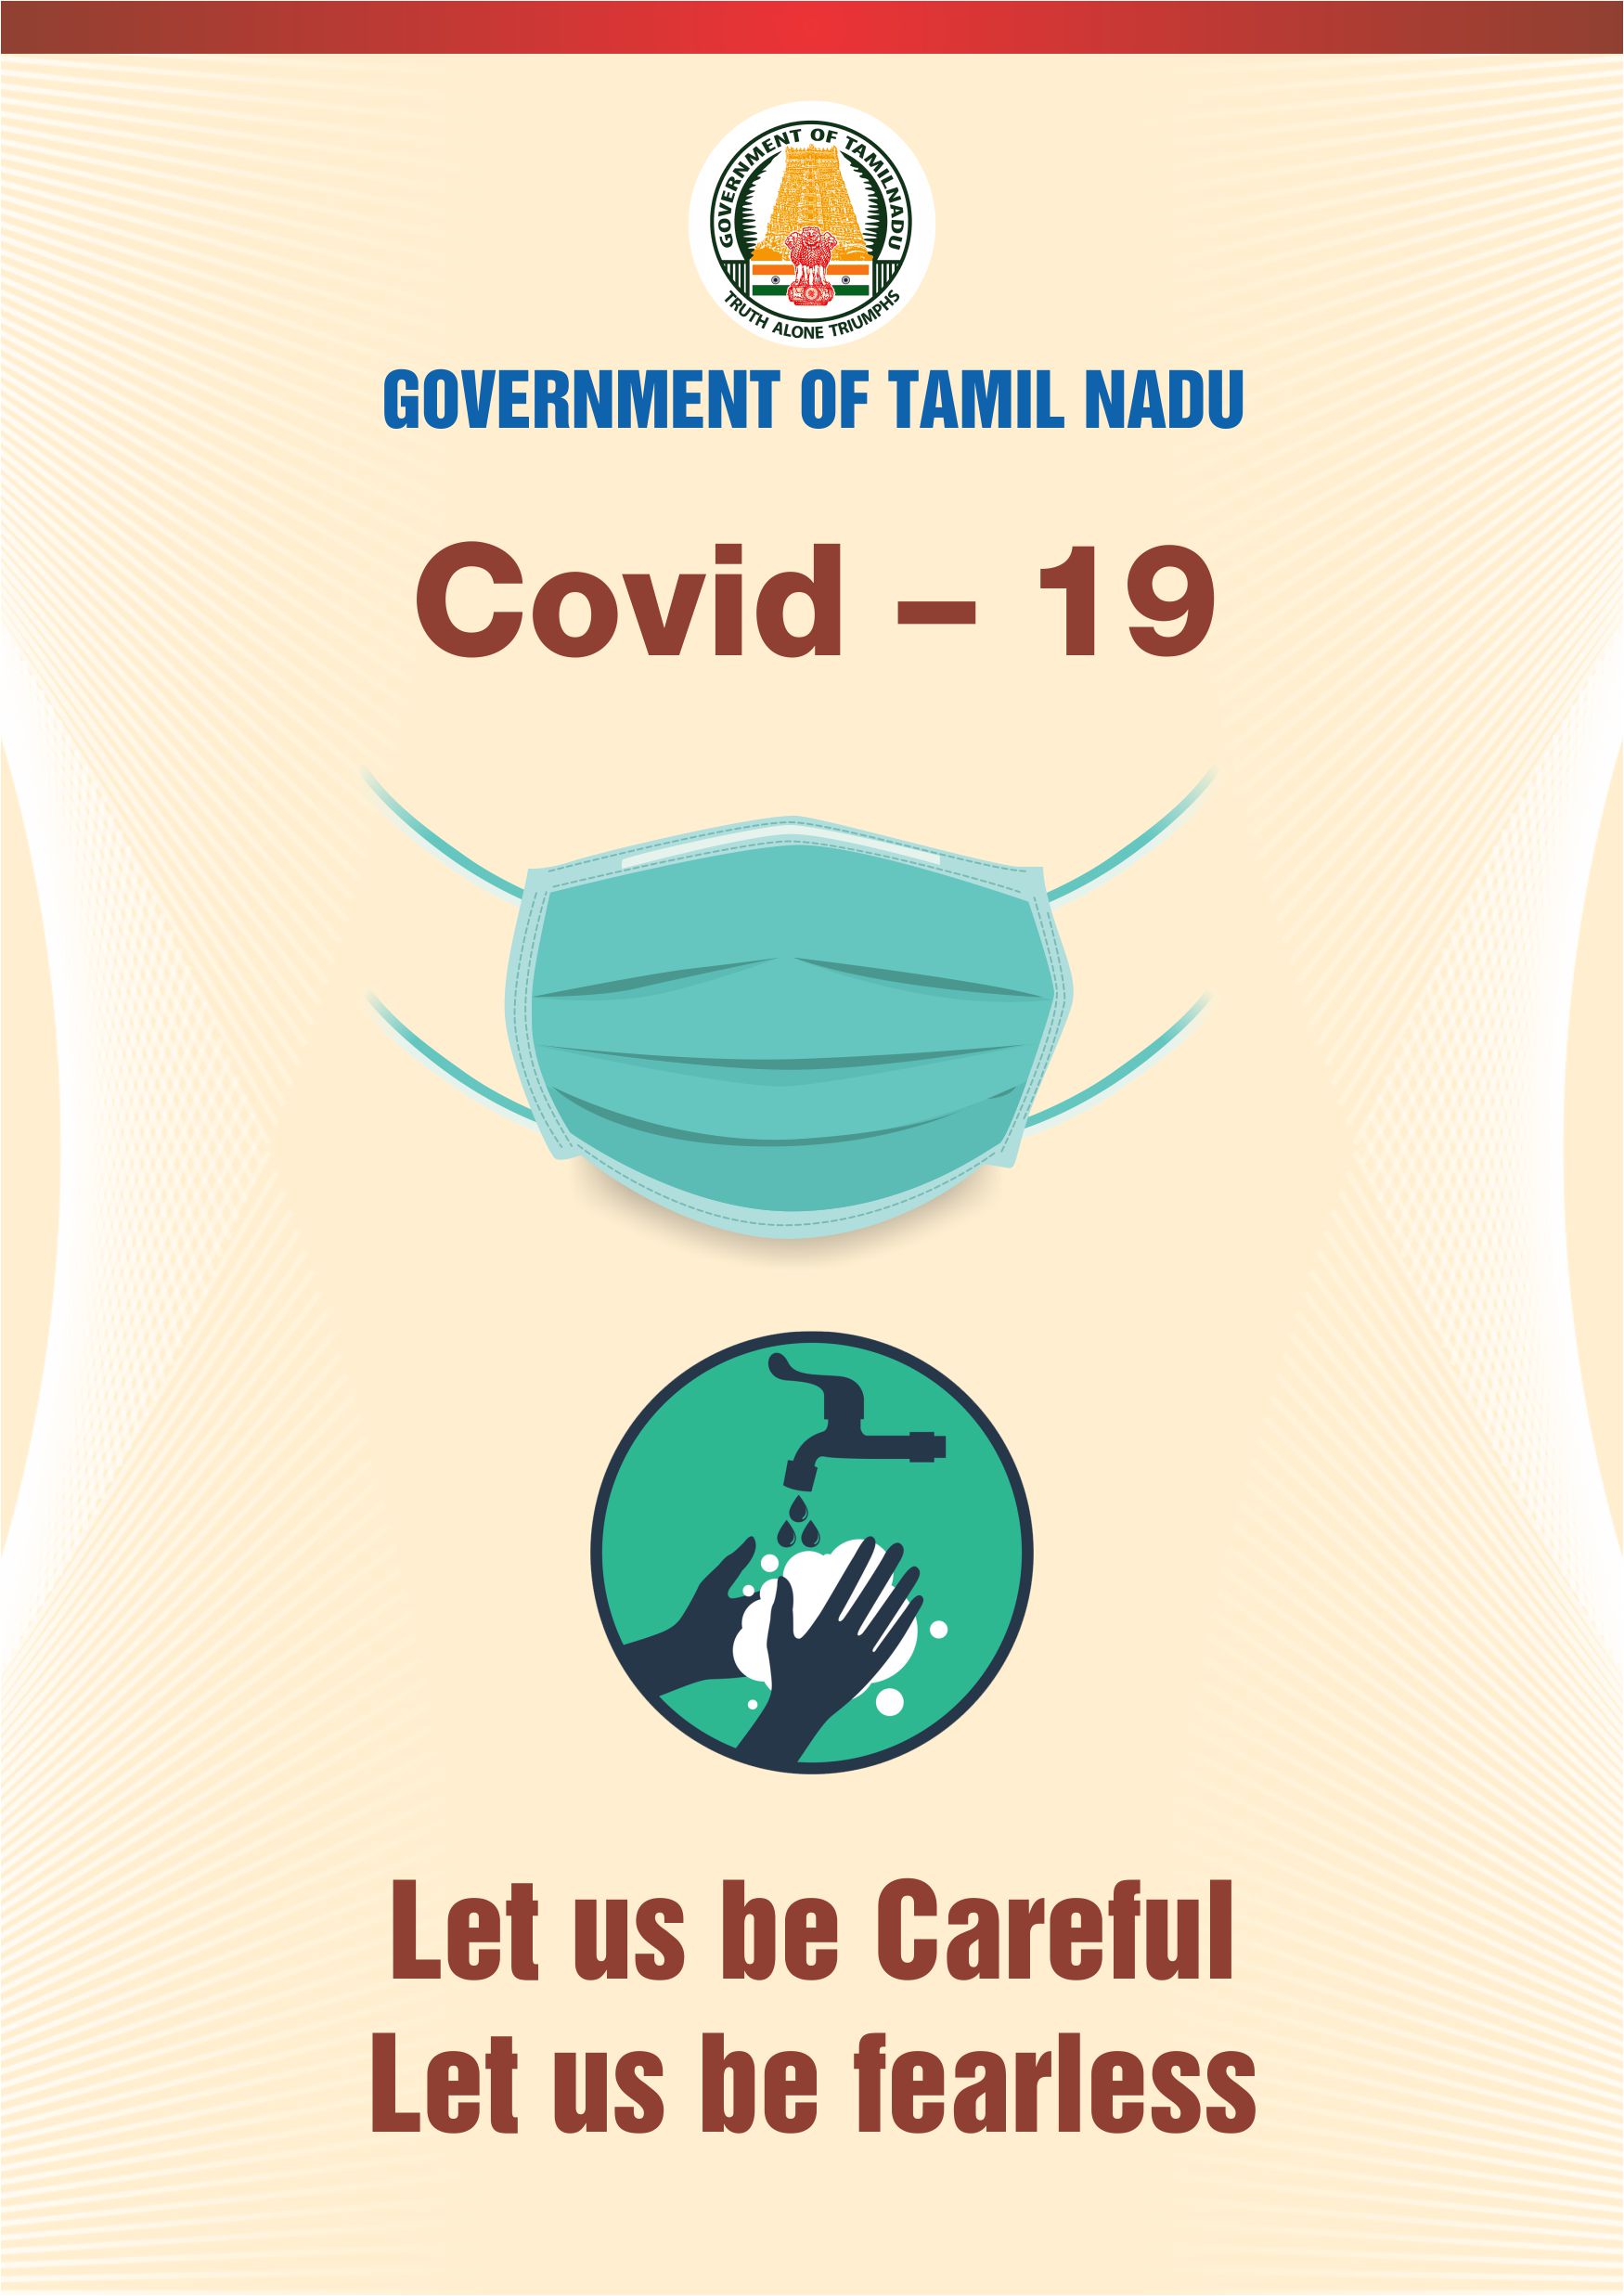 GOVERNMENT OF TAMILNADU
TRUTH ALONE TRIUMPHS
GOVERNMENT OF TAMIL NADU
Covid – 19
Let us be Careful
Let us be fearless